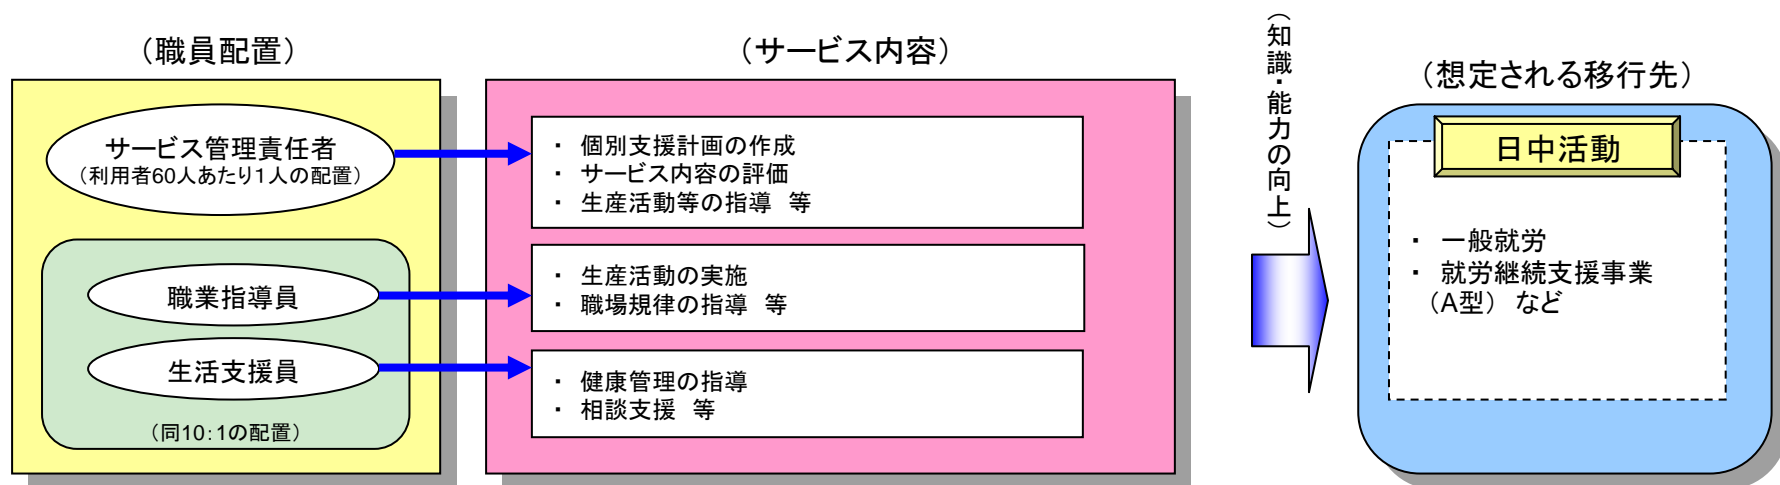 （職員配置）
サービス管理責任者
（利用者60人あたり1人の配置）
職業指導員
生活支援員
（同10：1の配置）
（サービス内容）
・ 個別支援計画の作成
・ サービス内容の評価
・ 生産活動等の指導 等
・ 生産活動の実施
・ 職場規律の指導 等
・ 健康管理の指導
・ 相談支援 等
（知識・能力の向上）
（想定される移行先）
日中活動
・ 一般就労
・ 就労継続支援事業
（A型） など